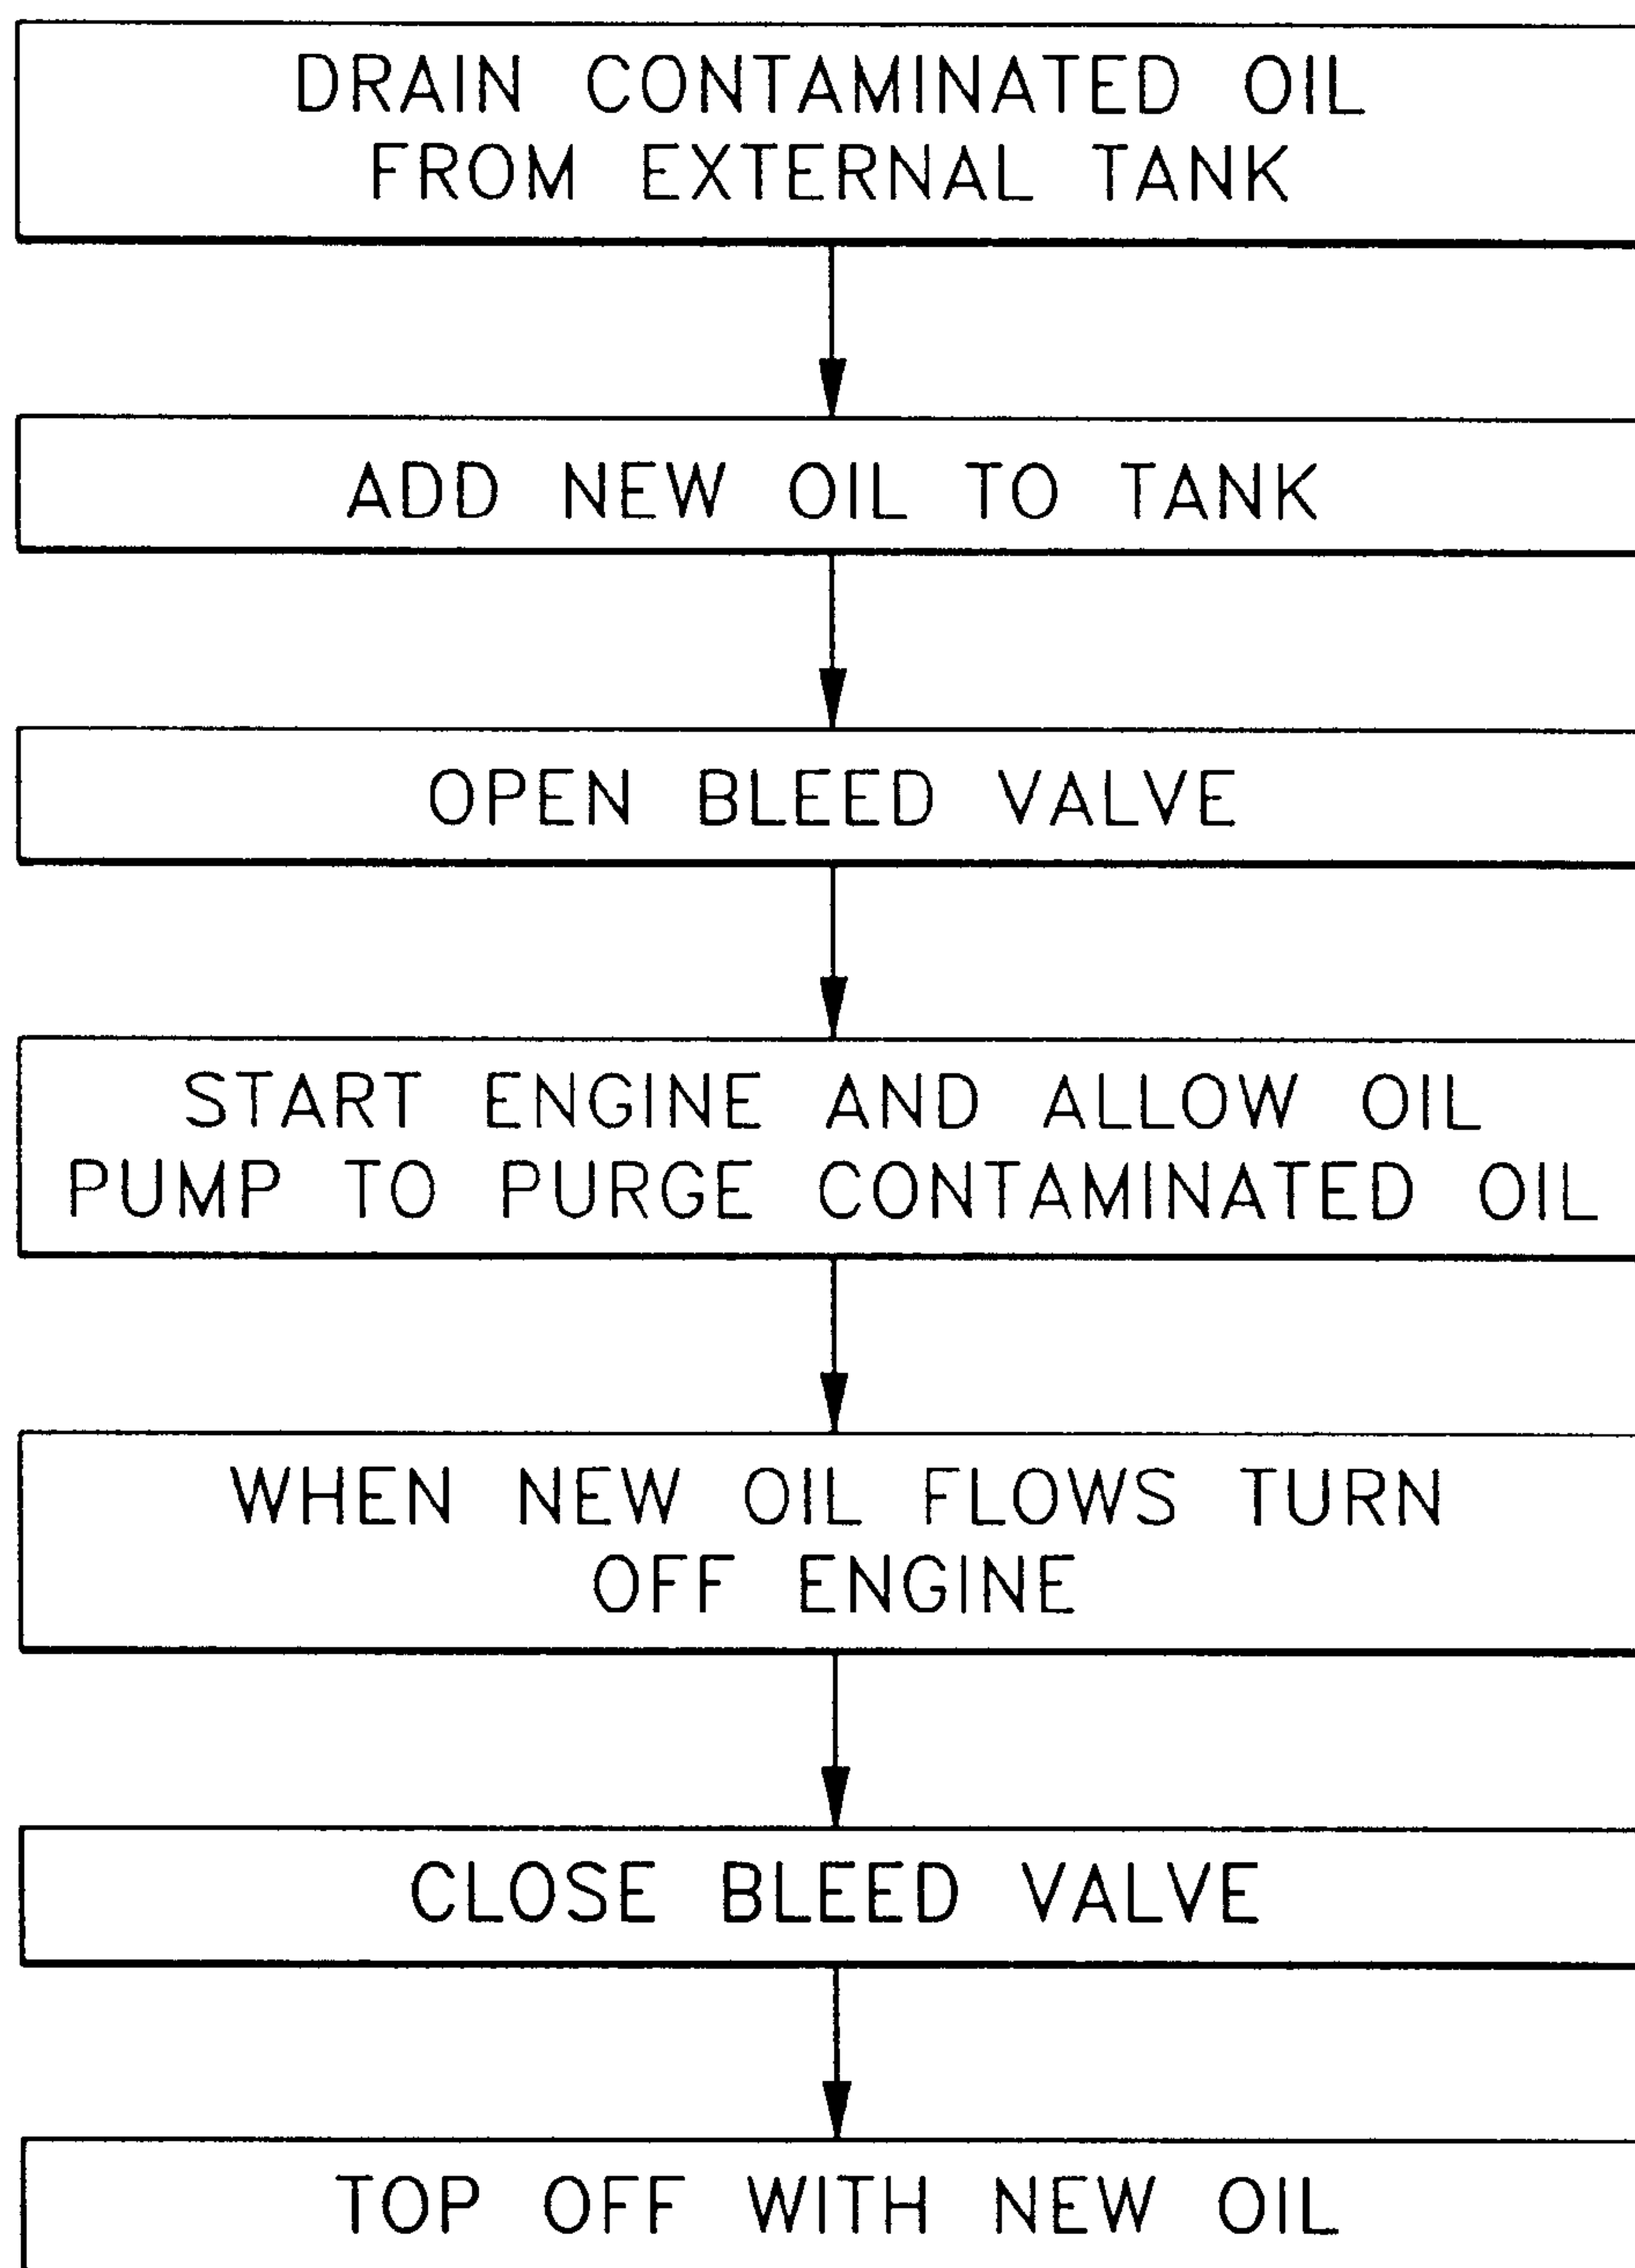 DRAIN CONTAMINATED OIL
FROM EXTERNAL TANK
ADD NEW OIL TO TANK
OPEN BLEED VALVE
START ENGINE AND ALLOW OIL
PUMP TO PURGE CONTAMINATED OIL
WHEN NEW OIL FLOWS TURN
OFF ENGINE
CLOSE BLEED VALVE
TOP OFF WITH NEW OIL